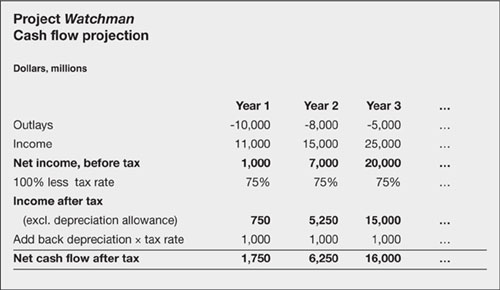 Project Watchman
Cash flow projection
Dollars, millions
Year 1 Year 2 Year 3 ...
Outlays -10,000 -8,000 -5,000 ...
Income 11,000 15,000 25,000 ...
Net income, before tax 1,000 7,000 20,000 ...
100% less tax rate 75% 75% 75% ...
Income after tax
(excl. depreciation allowance) 750 5,250 15,000 ...
Add back depreciation × tax rate 1,000 1,000 1,000 ...
Net cash flow after tax 1,750 6,250 16,000 ...